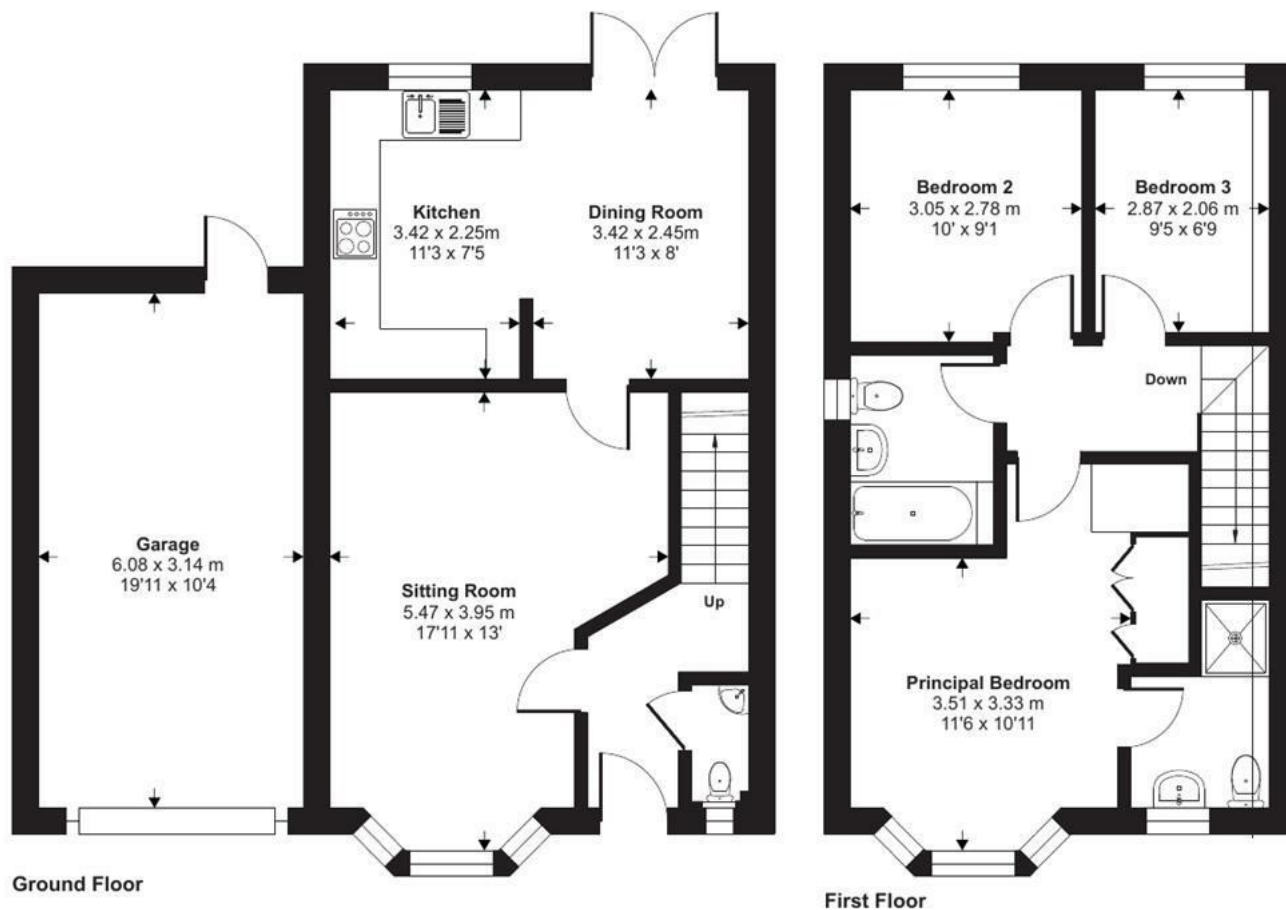 Kitchen
3.42 x 2.25m
11'3 x 7'5
Dining Room
3.42 x 2.45m
11'3 x 8'
Garage
6.08 x 3.14 m
19'11 x 10'4
Sitting Room
5.47 x 3.95 m
17'11 x 13'
Up
Ground Floor
Bedroom 2
3.05 x 2.78 m
10' x 9'1
Bedroom 3
2.87 x 2.06 m
9'5 x 6'9
Down
Principal Bedroom
3.51 x 3.33 m
11'6 x 10'11
First Floor